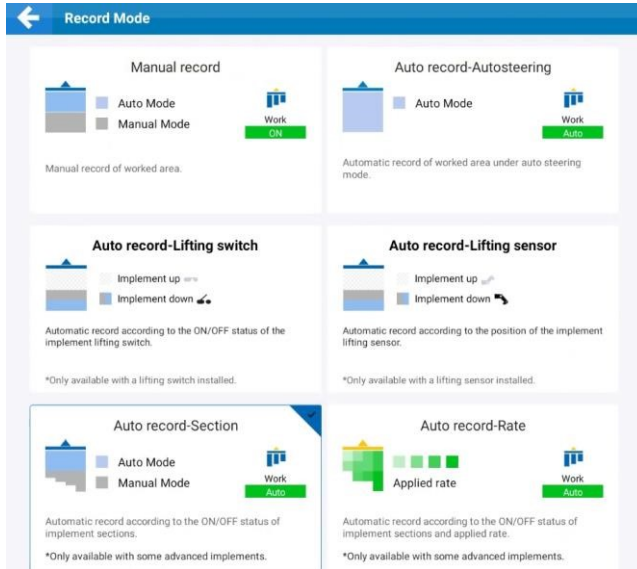 Record Mode
Manual record
Auto Mode
Manual Mode
Work
ON
Manual record of worked area.
Auto record-Autosteering
Auto Mode
Work
Auto
Automatic record of worked area under auto steering
mode.
Auto record-Lifting switch
Implement up
Implement down
Automatic record according to the ON/OFF status of the
implement lifting switch.
*Only available with a lifting switch installed.
Auto record-Lifting sensor
Implement up
Implement down
Automatic record according to the position of the implement
lifting sensor.
*Only available with a lifting sensor installed.
Auto record-Section
Auto Mode
Manual Mode
Work
Auto
Automatic record according to the ON/OFF status of
implement sections.
*Only available with some advanced implements.
Auto record-Rate
Applied rate
Work
Auto
Automatic record according to the ON/OFF status of
implement sections and applied rate.
*Only available with some advanced implements.